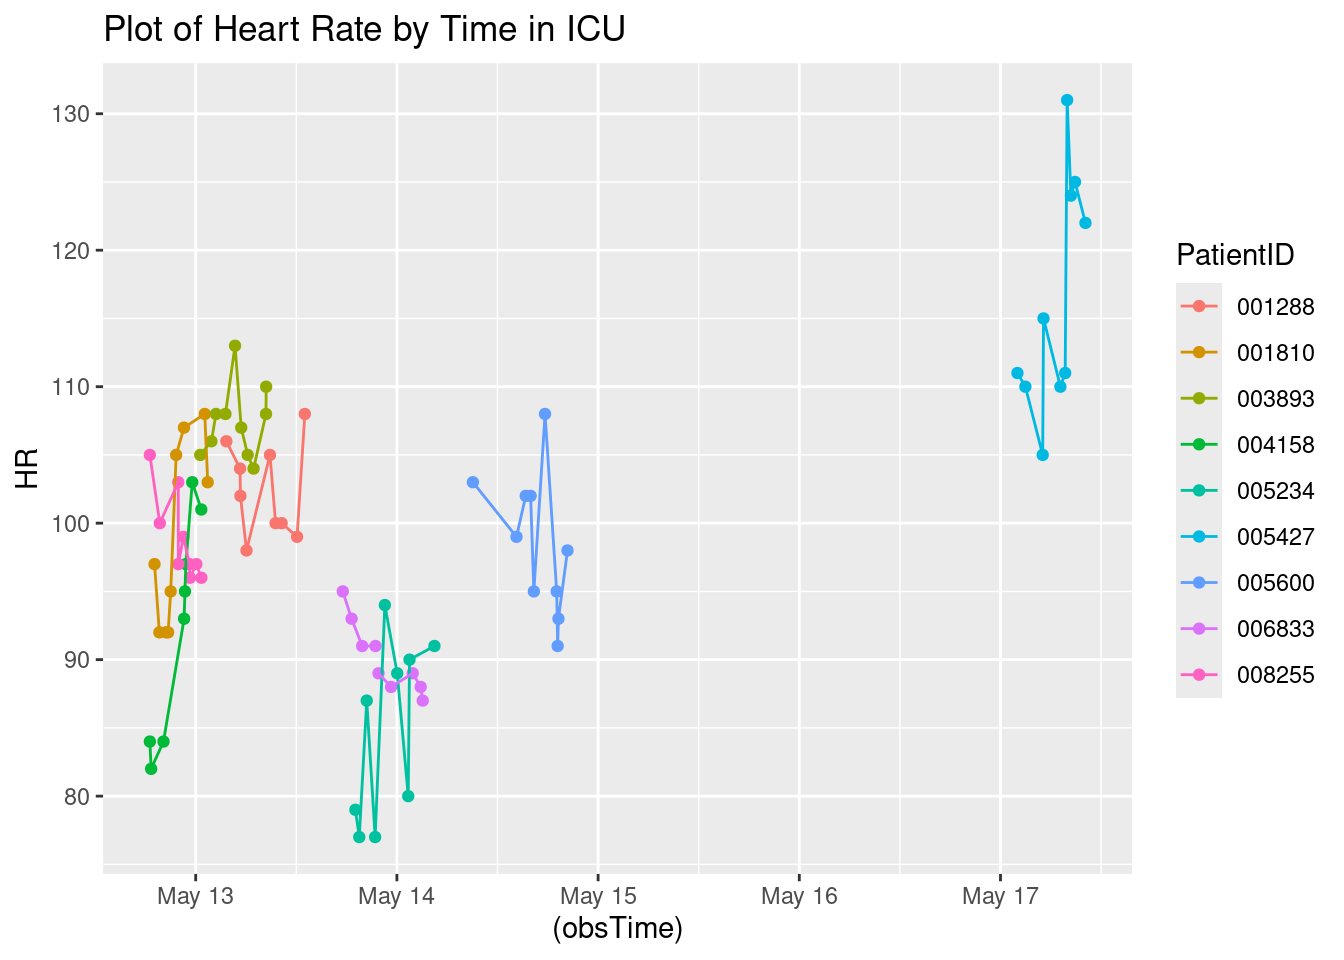 Plot of Heart Rate by Time in ICU
130
120
110
100
90
80
HR
May 13
May 14
May 15
May 16
May 17
(obsTime)
PatientID
001288
001810
003893
004158
005234
005427
005600
006833
008255